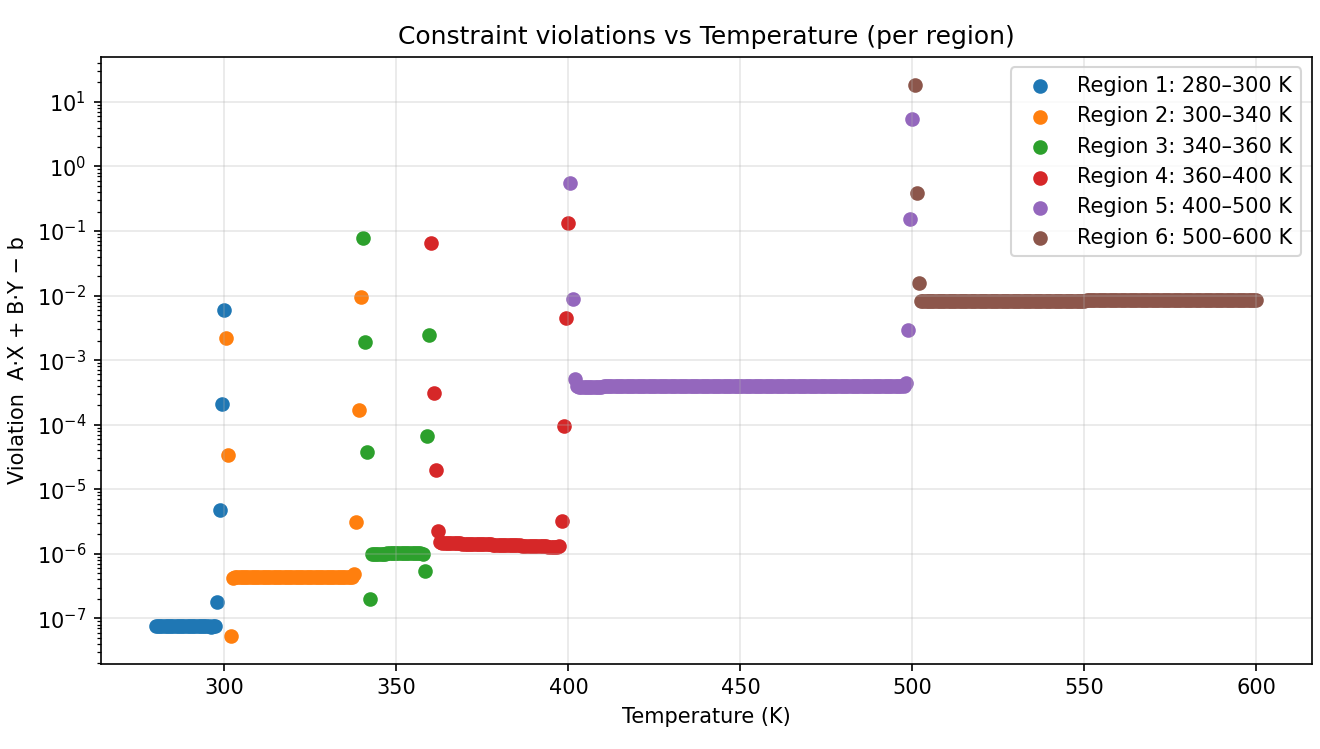 Constraint violations vs Temperature (per region)
Region 1: 280–300 K
Region 2: 300–340 K
Region 3: 340–360 K
Region 4: 360–400 K
Region 5: 400–500 K
Region 6: 500–600 K
Violation A·X + B·Y − b
10¹
10⁰
10⁻¹
10⁻²
10⁻³
10⁻⁴
10⁻⁵
10⁻⁶
10⁻⁷
300 350 400 450 500 550 600
Temperature (K)